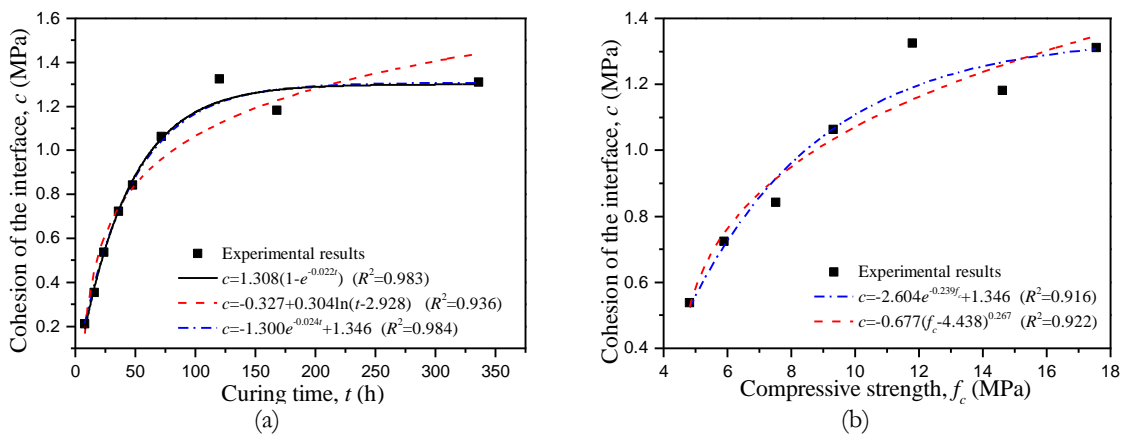 1.6
1.4
1.2
1.0
0.8
0.6
0.4
0.2
Cohesion of the interface, c (MPa)
Experimental results
c=1.308(1-e^-0.022t) (R²=0.983)
c=-0.327+0.304ln(t-2.928) (R²=0.936)
c=-1.300e^-0.024t+1.346 (R²=0.984)
0 50 100 150 200 250 300 350
Curing time, t (h)
(a)
1.4
1.2
1.0
0.8
0.6
0.4
Cohesion of the interface, c (MPa)
Experimental results
c=-2.604e^-0.239f_c+1.346 (R²=0.916)
c=-0.677(f_c-4.438)^0.267 (R²=0.922)
4 6 8 10 12 14 16 18
Compressive strength, f_c (MPa)
(b)